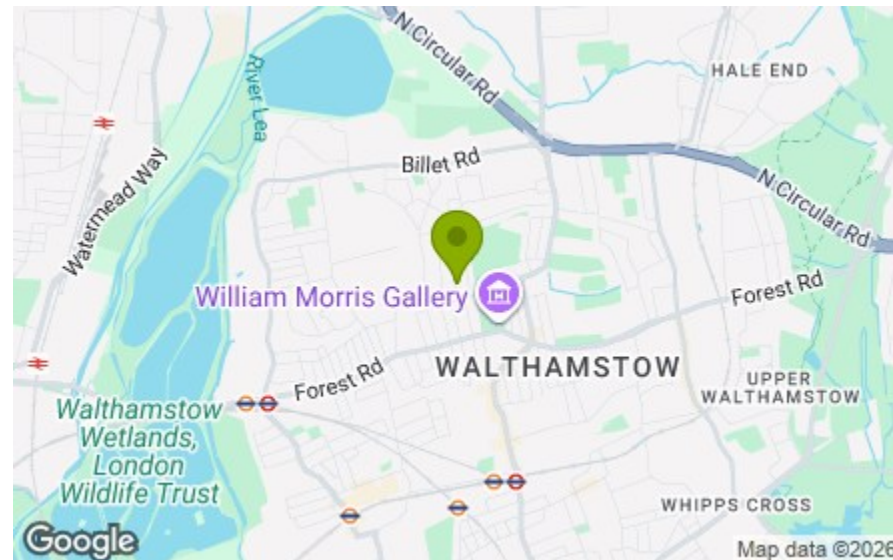 River Lea
N Circular Rd
HALE END
Billet Rd
Watermead Way
N Circular Rd
William Morris Gallery
Forest Rd
WALTHAMSTOW
Forest Rd
UPPER
WALTHAMSTOW
Walthamstow
Wetlands,
London
Wildlife Trust
WHIPPS CROSS
Google
Map data ©2026